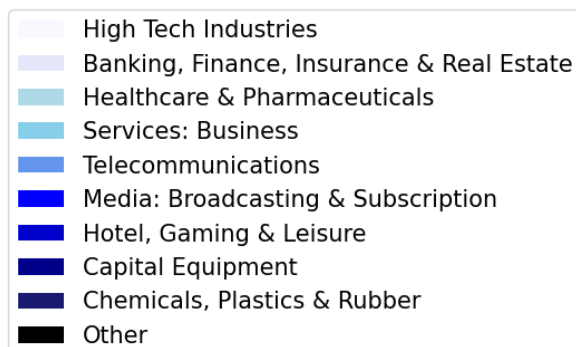 High Tech Industries
Banking, Finance, Insurance & Real Estate
Healthcare & Pharmaceuticals
Services: Business
Telecommunications
Media: Broadcasting & Subscription
Hotel, Gaming & Leisure
Capital Equipment
Chemicals, Plastics & Rubber
Other